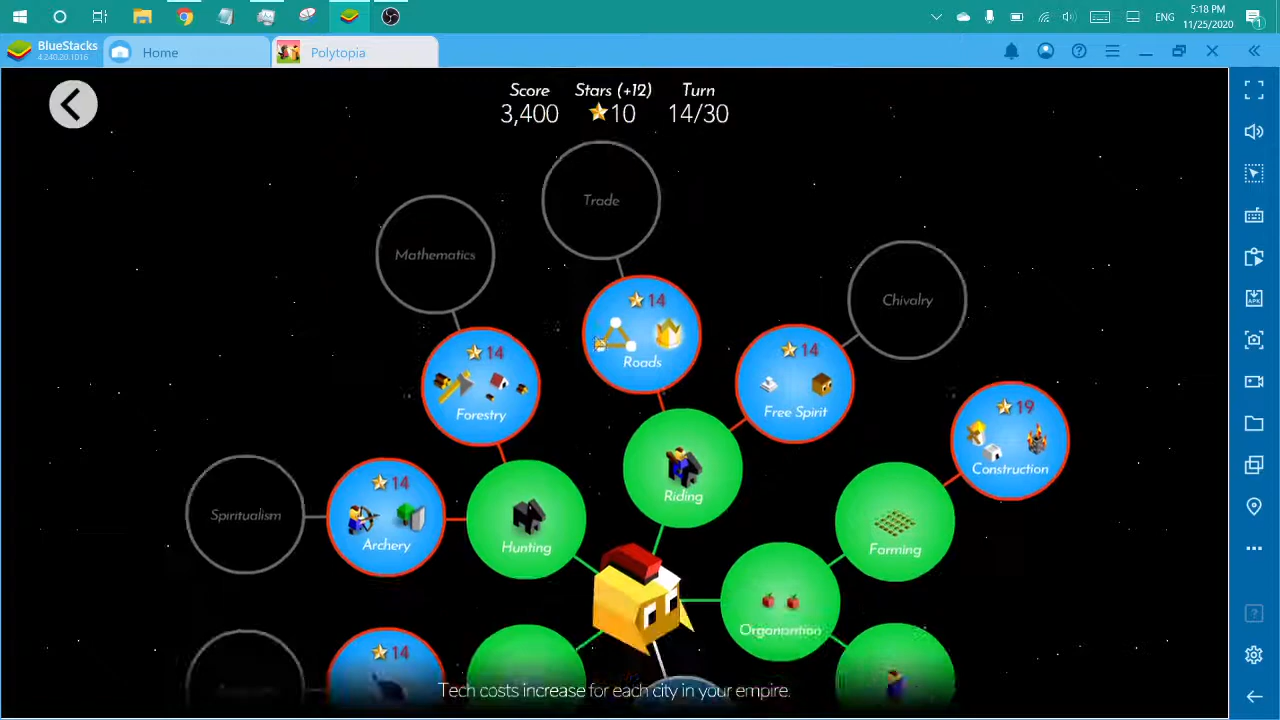 5:18 PM
ENG
11/25/2020
1
BlueStacks
4.240.20.1016
Home
Polytopia
Score
Stars (+12)
Turn
3,400
10
14/30
Trade
Mathematics
Chivalry
14
Roads
14
Forestry
14
Free Spirit
19
Construction
Riding
Spiritualism
14
Archery
Hunting
Farming
Organization
14
Tech costs increase for each city in your empire.